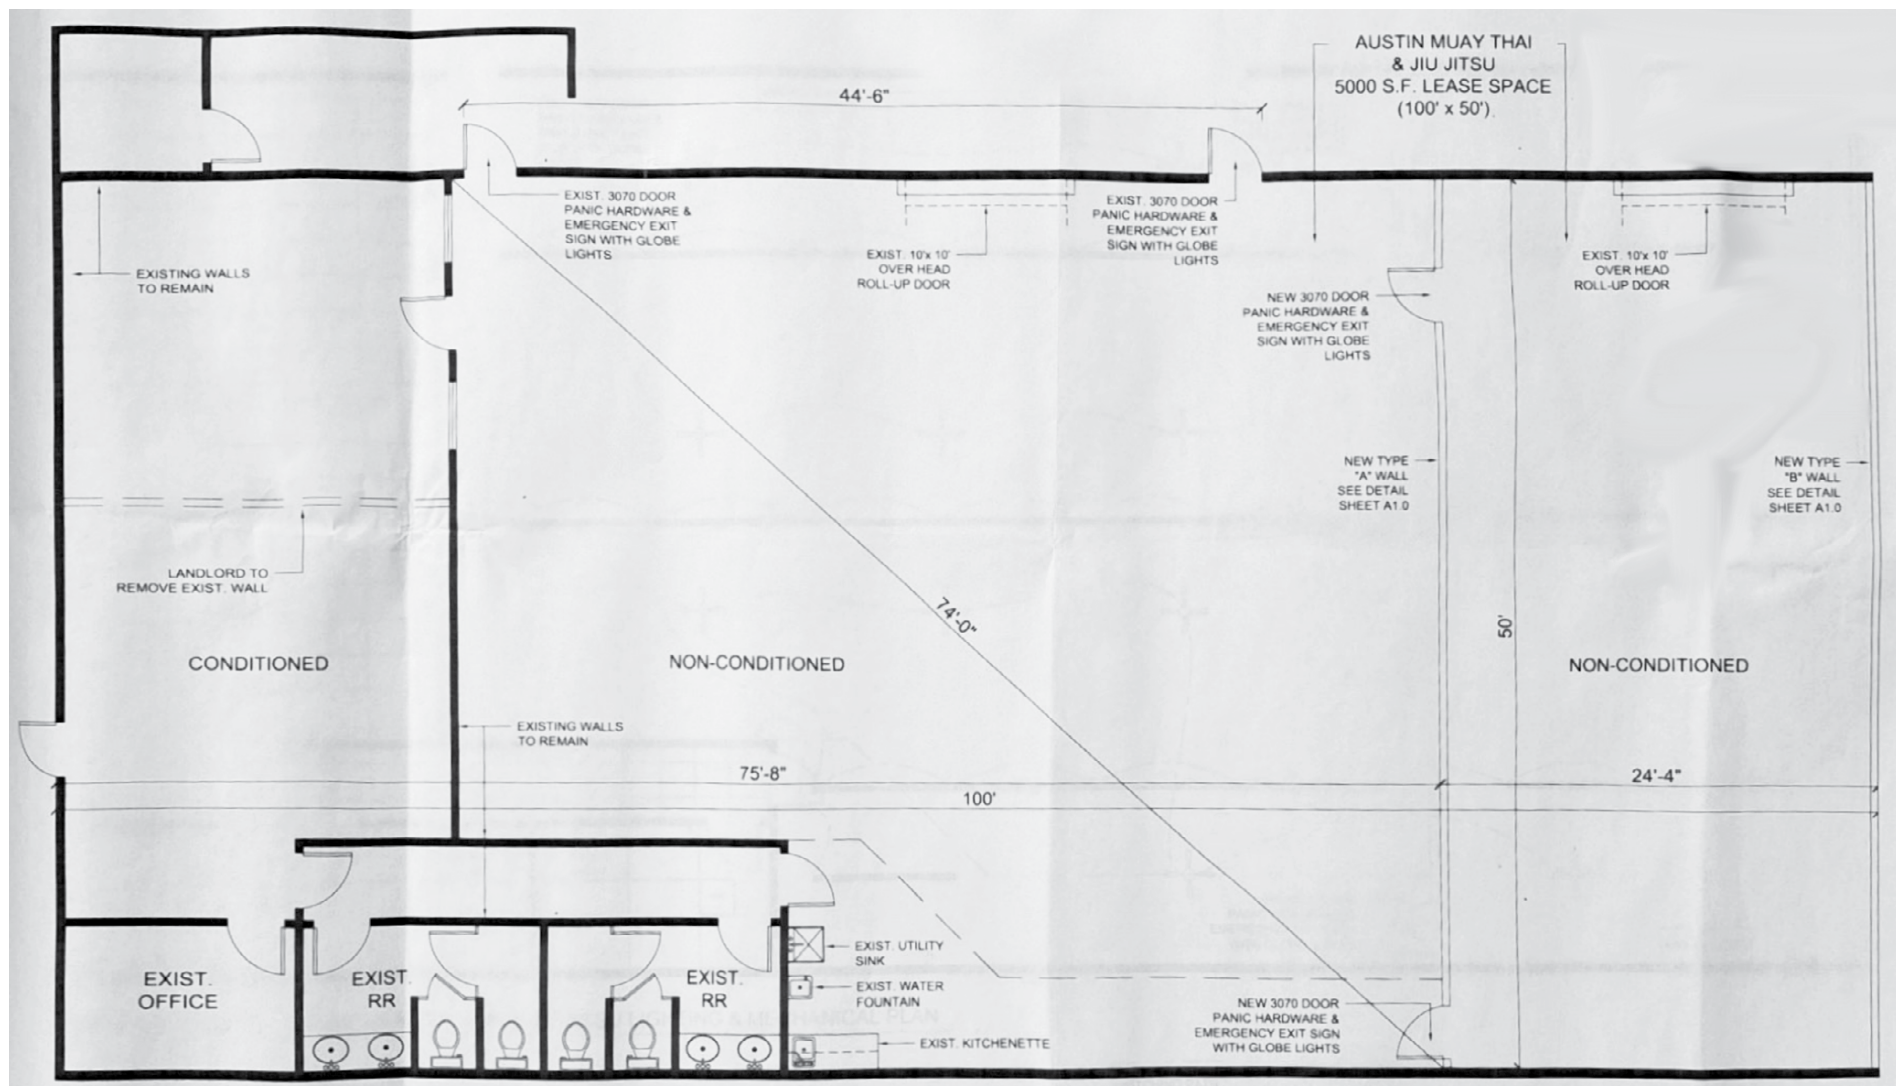 AUSTIN MUAY THAI
& JIU JITSU
5000 S.F. LEASE SPACE
(100' x 50')
44'-6"
EXIST. 3070 DOOR
PANIC HARDWARE &
EMERGENCY EXIT
SIGN WITH GLOBE
LIGHTS
EXIST. 3070 DOOR
PANIC HARDWARE &
EMERGENCY EXIT
SIGN WITH GLOBE
LIGHTS
EXISTING WALLS
TO REMAIN
EXIST. 10'x 10'
OVER HEAD
ROLL-UP DOOR
EXIST. 10'x 10'
OVER HEAD
ROLL-UP DOOR
NEW 3070 DOOR
PANIC HARDWARE &
EMERGENCY EXIT
SIGN WITH GLOBE
LIGHTS
NEW TYPE
"A" WALL
SEE DETAIL
SHEET A1.0
NEW TYPE
"B" WALL
SEE DETAIL
SHEET A1.0
LANDLORD TO
REMOVE EXIST. WALL
74'-0"
50'
CONDITIONED
NON-CONDITIONED
NON-CONDITIONED
EXISTING WALLS
TO REMAIN
75'-8"
24'-4"
100'
EXIST.
OFFICE
EXIST.
RR
EXIST.
RR
EXIST. UTILITY
SINK
EXIST. WATER
FOUNTAIN
EXIST. KITCHENETTE
NEW 3070 DOOR
PANIC HARDWARE &
EMERGENCY EXIT SIGN
WITH GLOBE LIGHTS